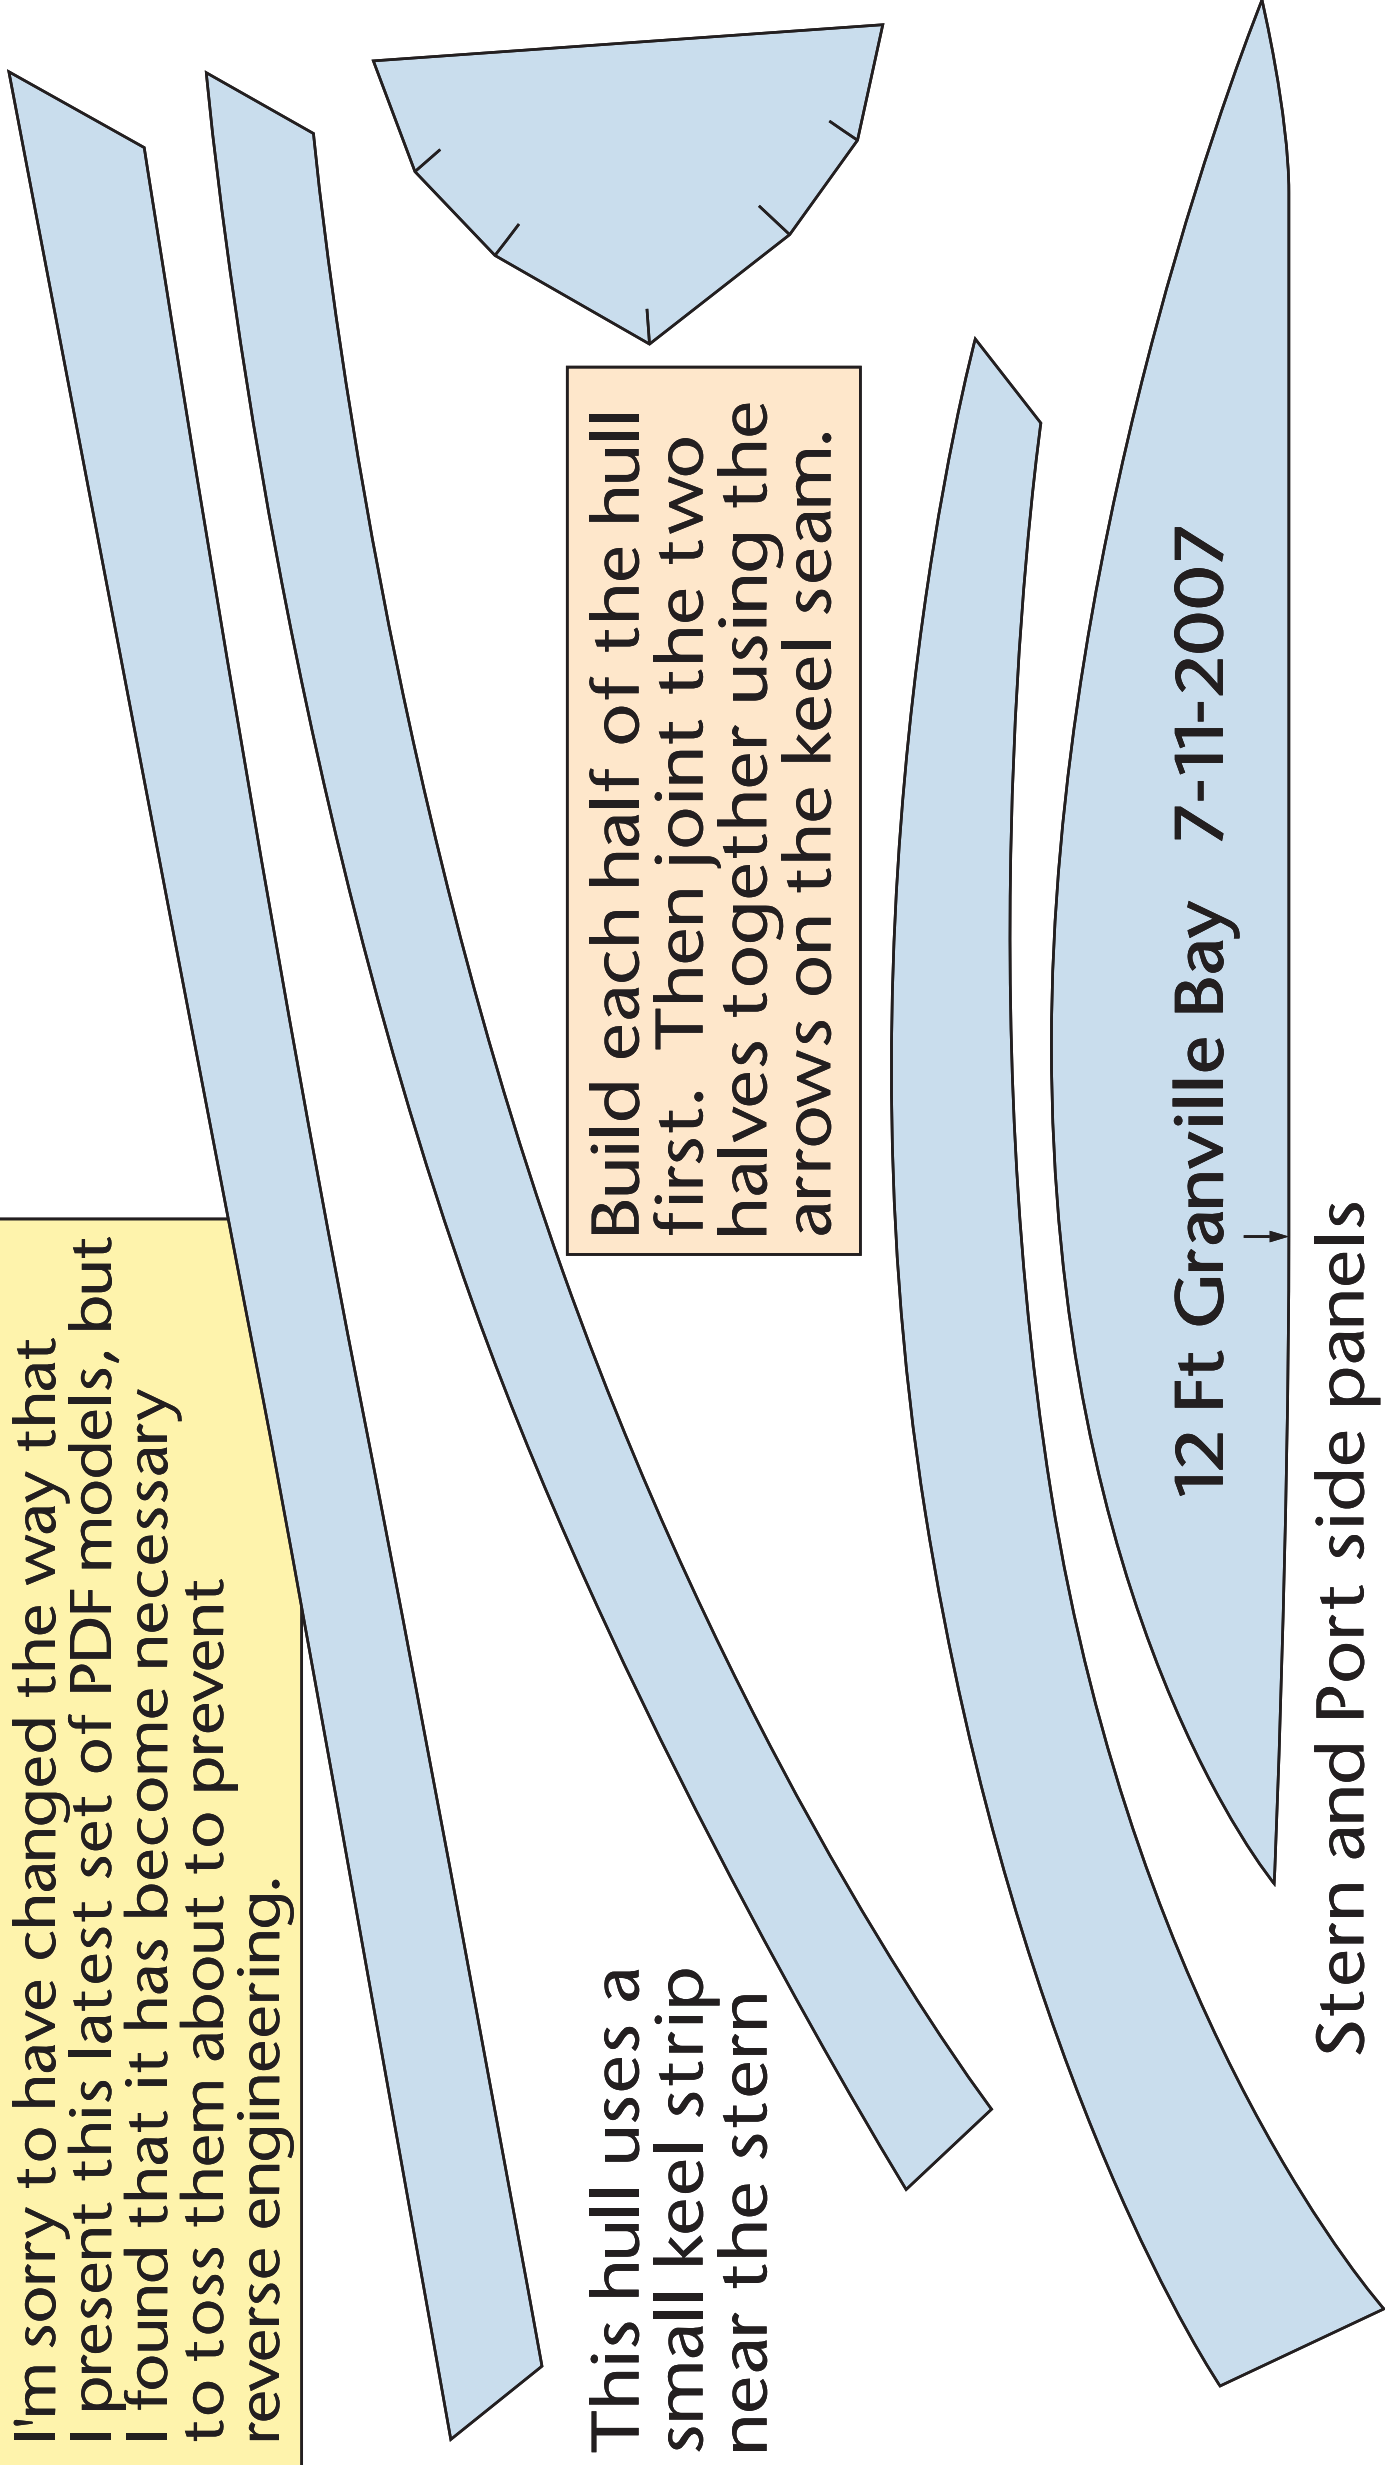 I'm sorry to have changed the way that
I present this latest set of PDF models, but
I found that it has become necessary
to toss them about to prevent
reverse engineering.
Build each half of the hull
first. Then joint the two
halves together using the
arrows on the keel seam.
This hull uses a
small keel strip
near the stern
12 Ft Granville Bay 7-11-2007
Stern and Port side panels